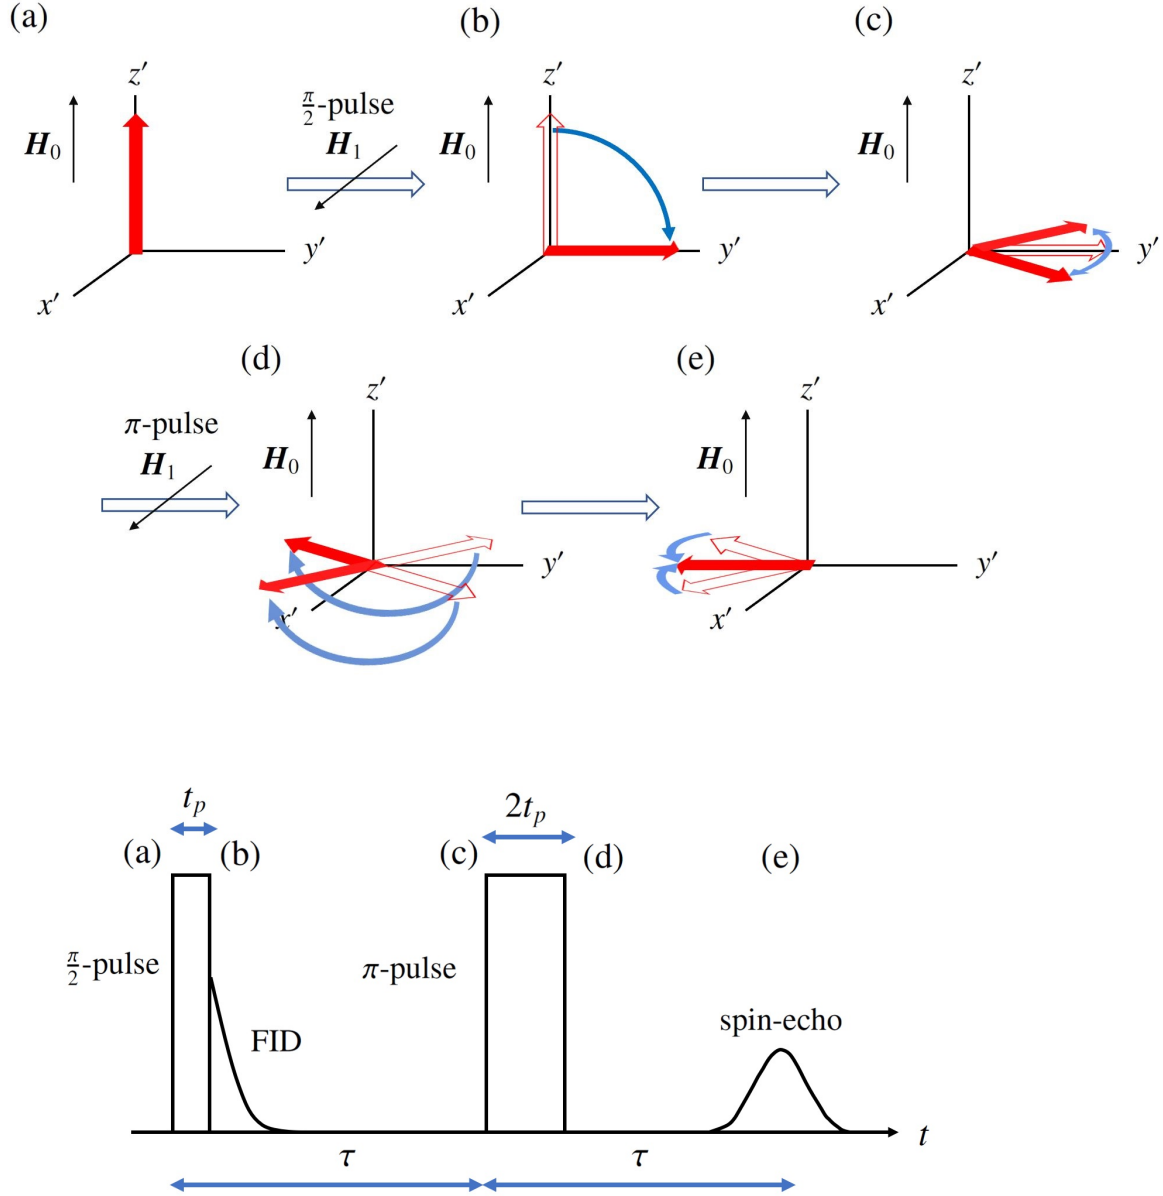 (a)
(b)
(c)
z′
z′
z′
π/2-pulse
H₁
H₀
H₀
H₀
y′
y′
y′
x′
x′
x′
(d)
(e)
z′
z′
π-pulse
H₁
H₀
H₀
y′
y′
x′
x′
tₚ
2tₚ
(a)
(b)
(c)
(d)
(e)
π/2-pulse
π-pulse
FID
spin-echo
t
τ
τ